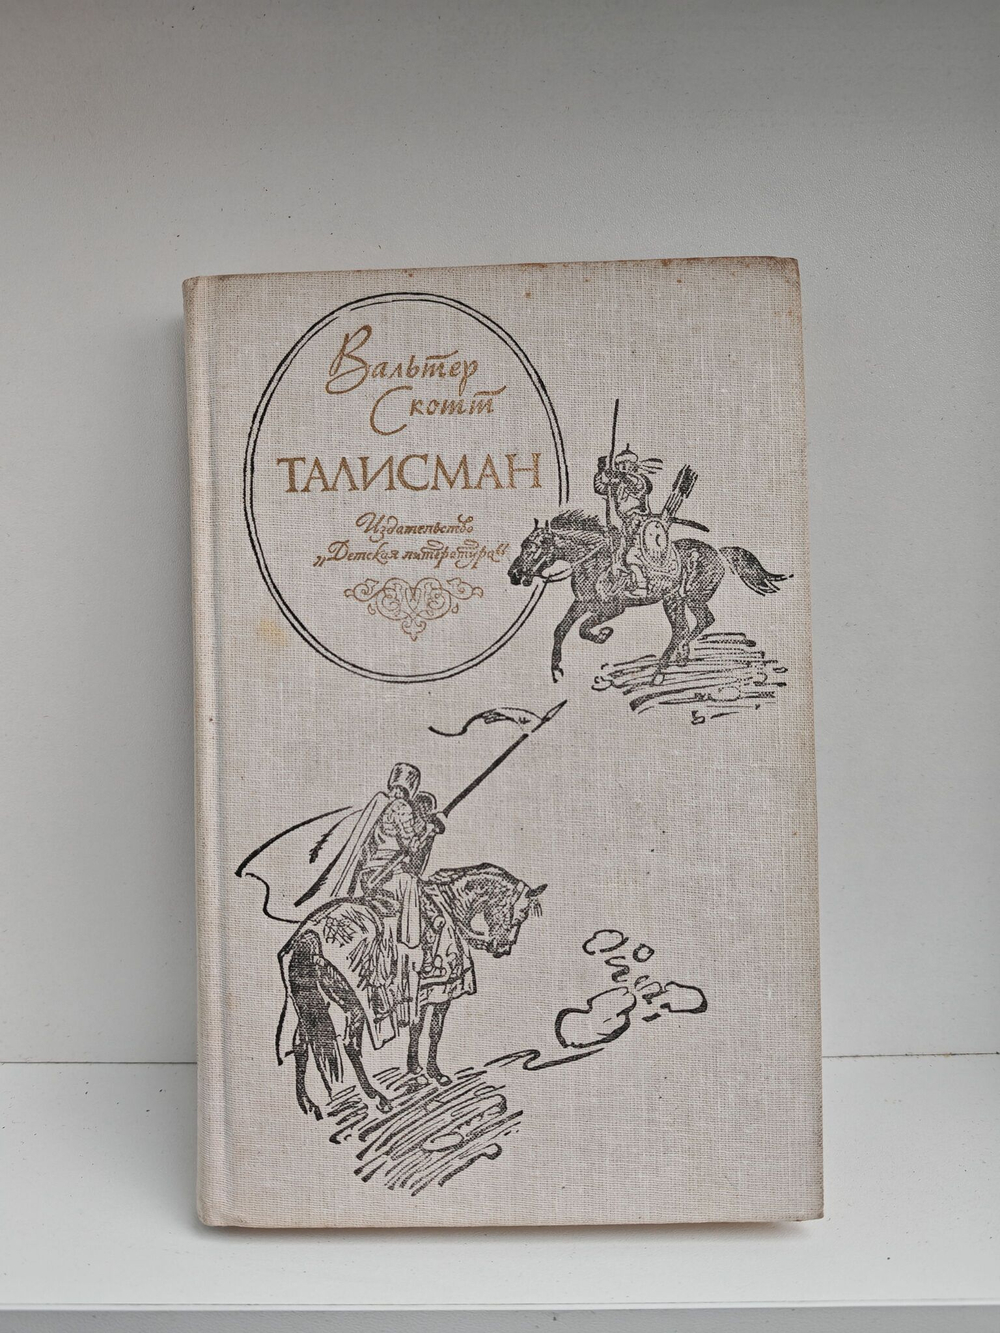 Вальтер
Скотт
ТАЛИСМАН
Издательство
„Детская литература“